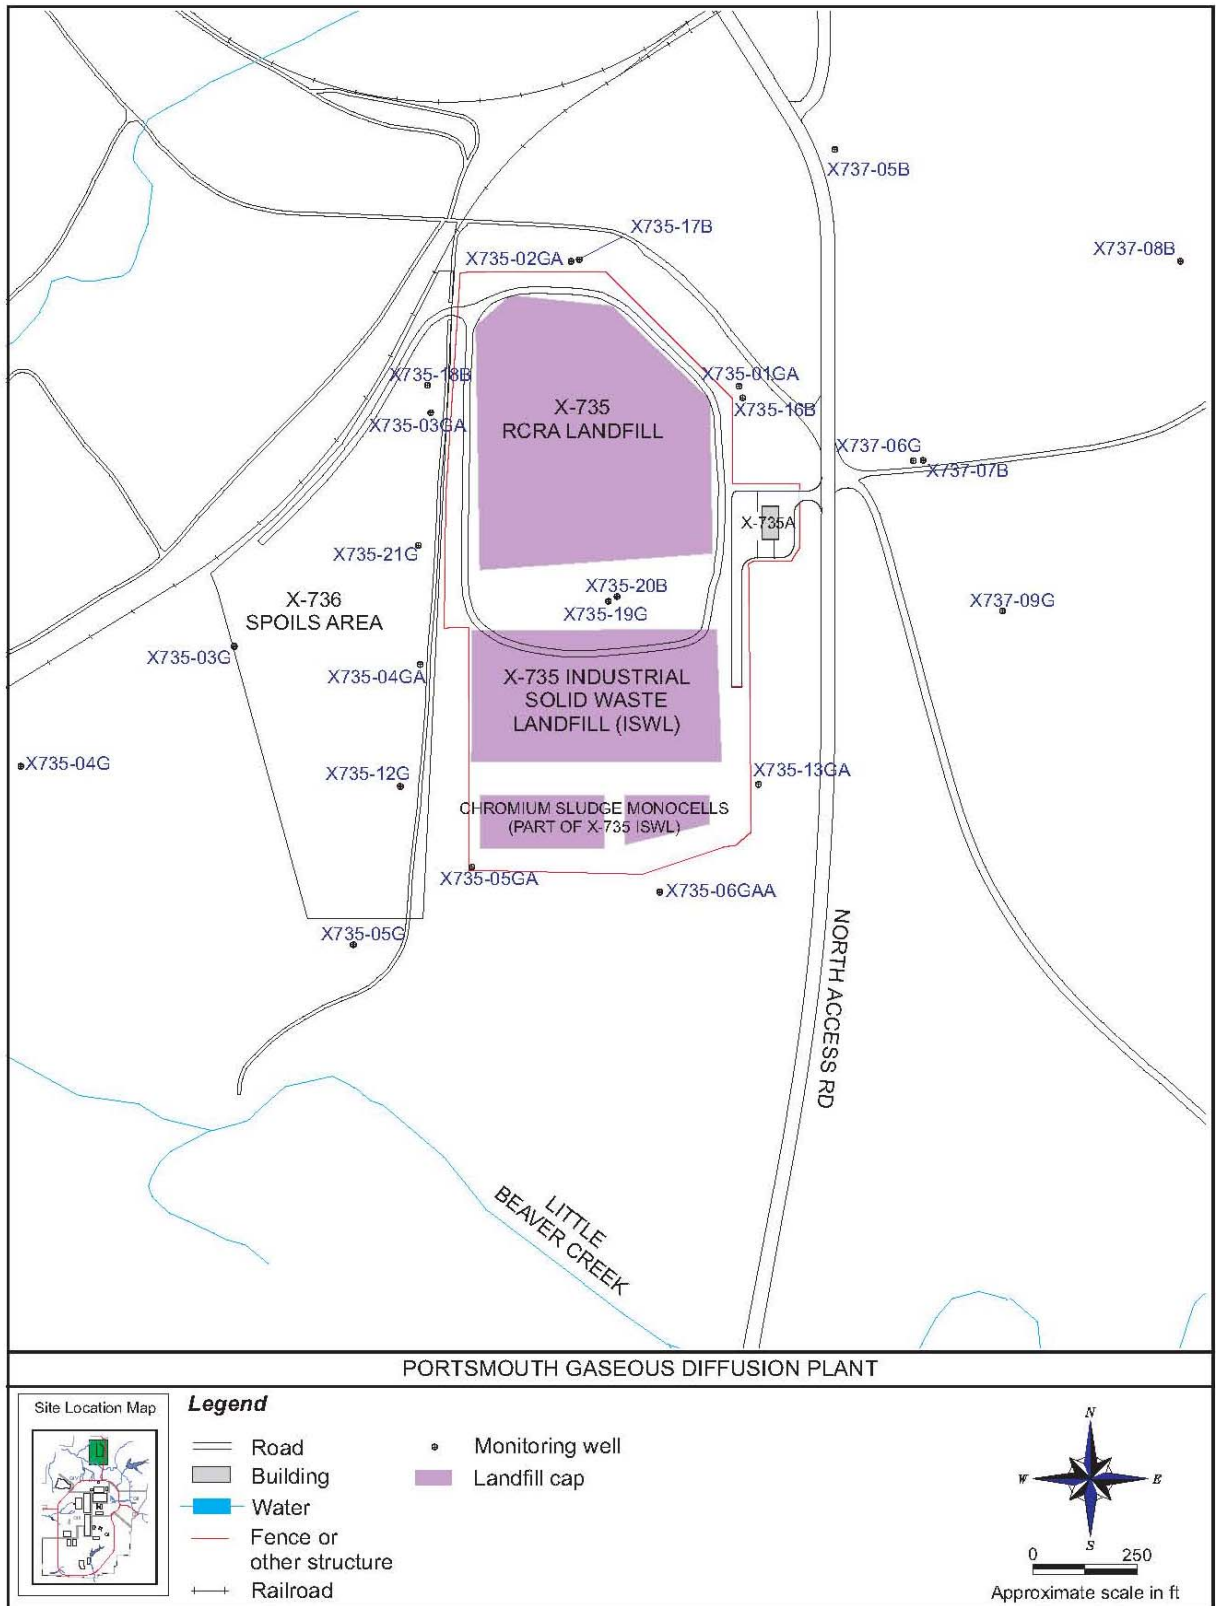 X737-05B
X735-17B
X735-02GA
X737-08B
X735-18B
X735-01GA
X735-03GA
X735-16B
X-735
RCRA LANDFILL
X737-06G
X737-07B
X-735A
X735-21G
X735-20B
X735-19G
X-736
SPOILS AREA
X737-09G
X735-03G
X735-04GA
X-735 INDUSTRIAL
SOLID WASTE
LANDFILL (ISWL)
X735-04G
X735-12G
X735-13GA
CHROMIUM SLUDGE MONOCELLS
(PART OF X-735 ISWL)
X735-05GA
X735-06GAA
X735-05G
NORTH ACCESS RD
LITTLE
BEAVER CREEK
PORTSMOUTH GASEOUS DIFFUSION PLANT
Site Location Map
Legend
Road
Building
Water
Fence or
other structure
Railroad
Monitoring well
Landfill cap
N
W E
S
0 250
Approximate scale in ft